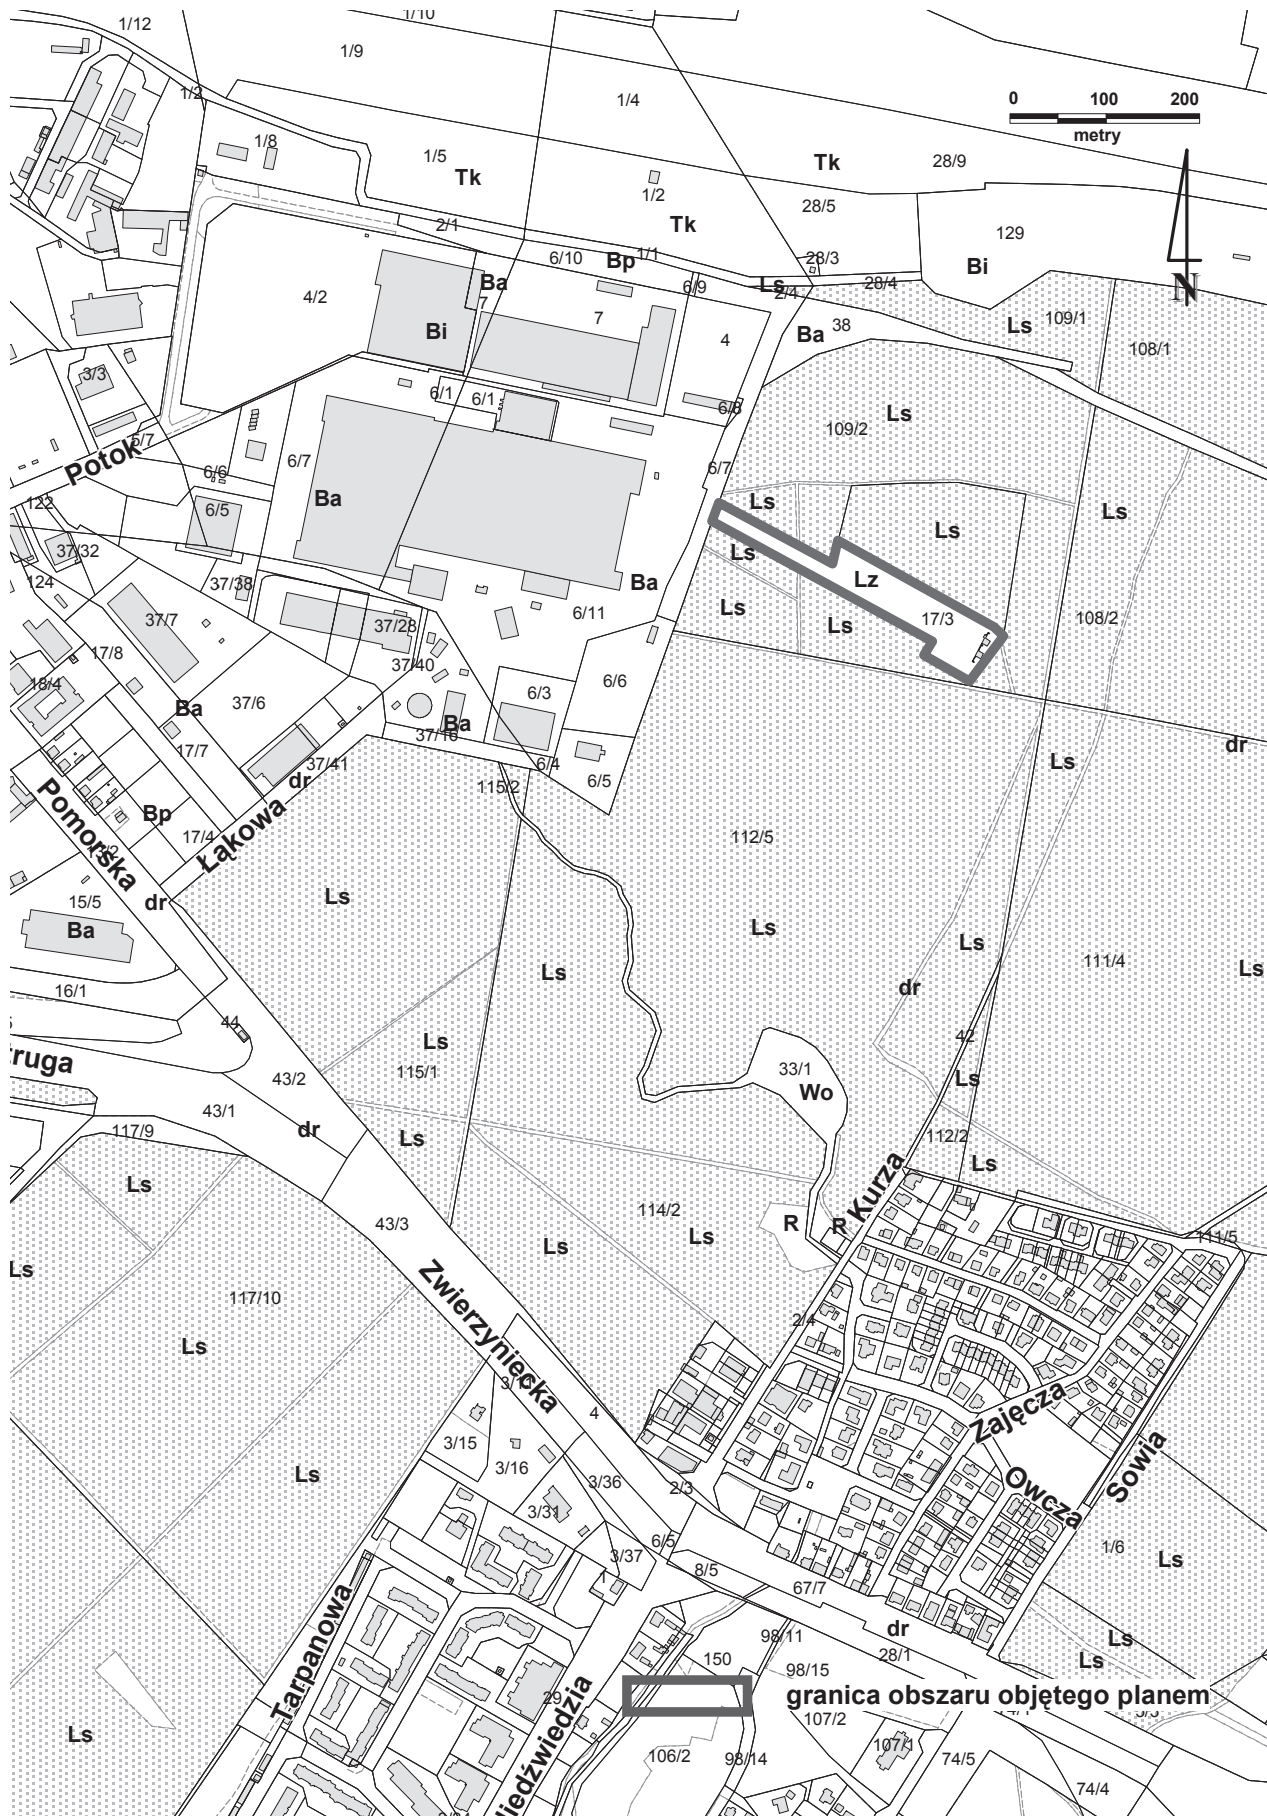 1/12
1/10
1/9
1/2
1/4
0 100 200
metry
1/8
1/5
Tk
Tk
28/9
1/2
28/5
Tk
2/1
129
6/10
Bp
1/1
28/3
Bi
N
4/2
Ba
7
6/9
Ls
2/4
28/4
Bi
7
4
Ba
38
Ls
109/1
108/1
3/3
6/1
6/1
6/8
Ls
109/2
5/7
Potok
6/6
6/7
6/7
Ba
Ls
122
6/5
Ls
Ls
37/32
Ls
124
37/38
Ba
Lz
37/7
6/11
Ls
17/3
108/2
37/28
Ls
17/8
37/40
18/4
6/3
6/6
Ba
37/6
Ba
37/16
17/7
37/41
6/4
6/5
dr
dr
115/2
Ls
Bp
Pomorska
17/4
Łąkowa
112/5
15/5
dr
Ls
Ba
Ls
Ls
Ls
111/4
Ls
16/1
dr
44
Ls
42
ruga
43/2
115/1
33/1
Wo
Ls
43/1
dr
117/9
Ls
112/2
Ls
Ls
Kurza
43/3
114/2
R
R
Ls
Ls
111/5
Ls
Zwierzyniecka
117/10
2/4
Ls
Zajęcza
4
3/15
3/16
Ls
3/36
2/3
Owcza
Sowia
3/31
6/5
1/6
Ls
3/37
8/5
67/7
Tarpanowa
dr
98/11
28/1
Ls
150
98/15
Ls
29
granica obszaru objętego planem
107/2
Ls
106/2
98/14
107/1
74/5
74/4